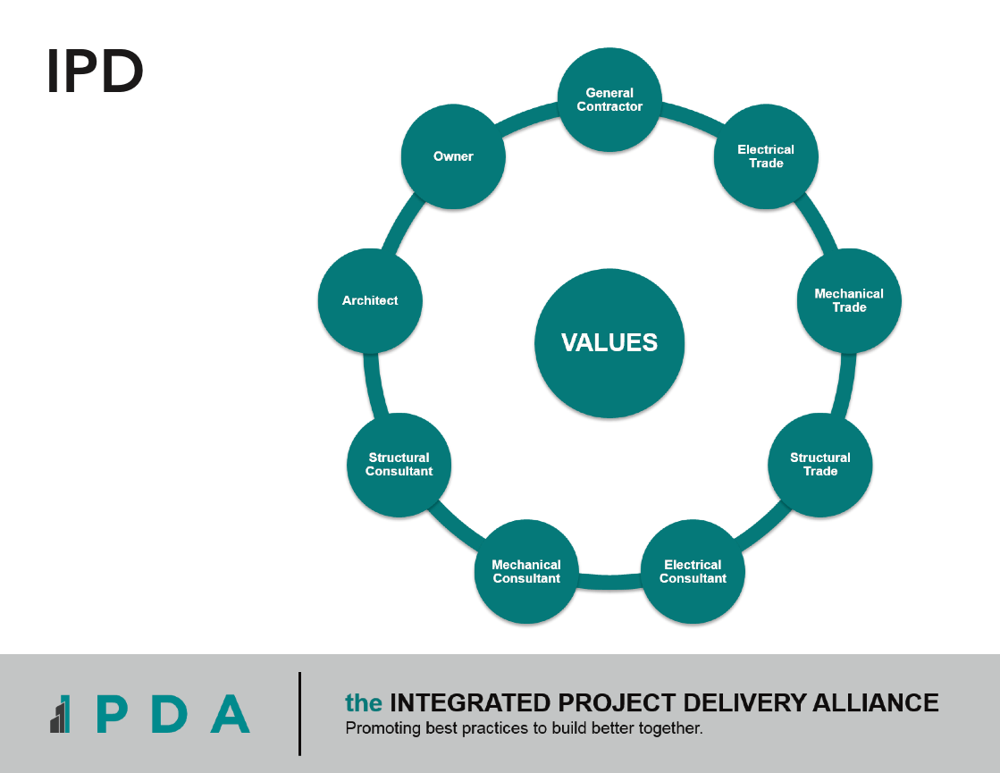 IPD
General
Contractor
Electrical
Trade
Mechanical
Trade
Structural
Trade
Electrical
Consultant
Mechanical
Consultant
Structural
Consultant
Architect
Owner
VALUES
IPDA
the INTEGRATED PROJECT DELIVERY ALLIANCE
Promoting best practices to build better together.